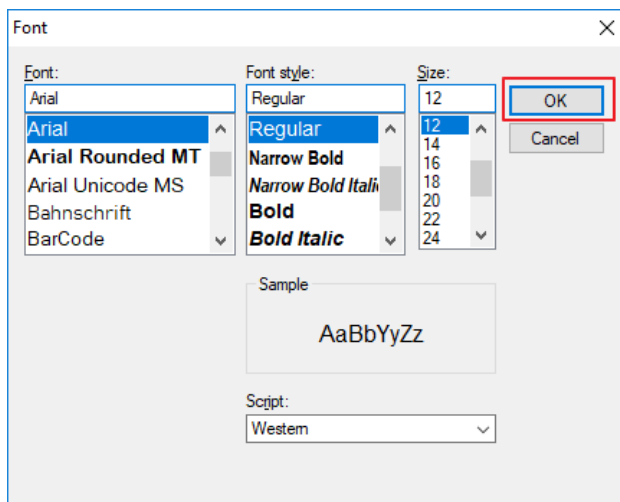 Font
Font: Font style: Size:
Arial Regular 12 OK
Arial Regular 12 Cancel
Arial Rounded MT Narrow Bold 14
Arial Unicode MS Narrow Bold Itali 16
Bahnschrift Bold 18
BarCode Bold Italic 20
22
24
Sample
AaBbYyZz
Script:
Western